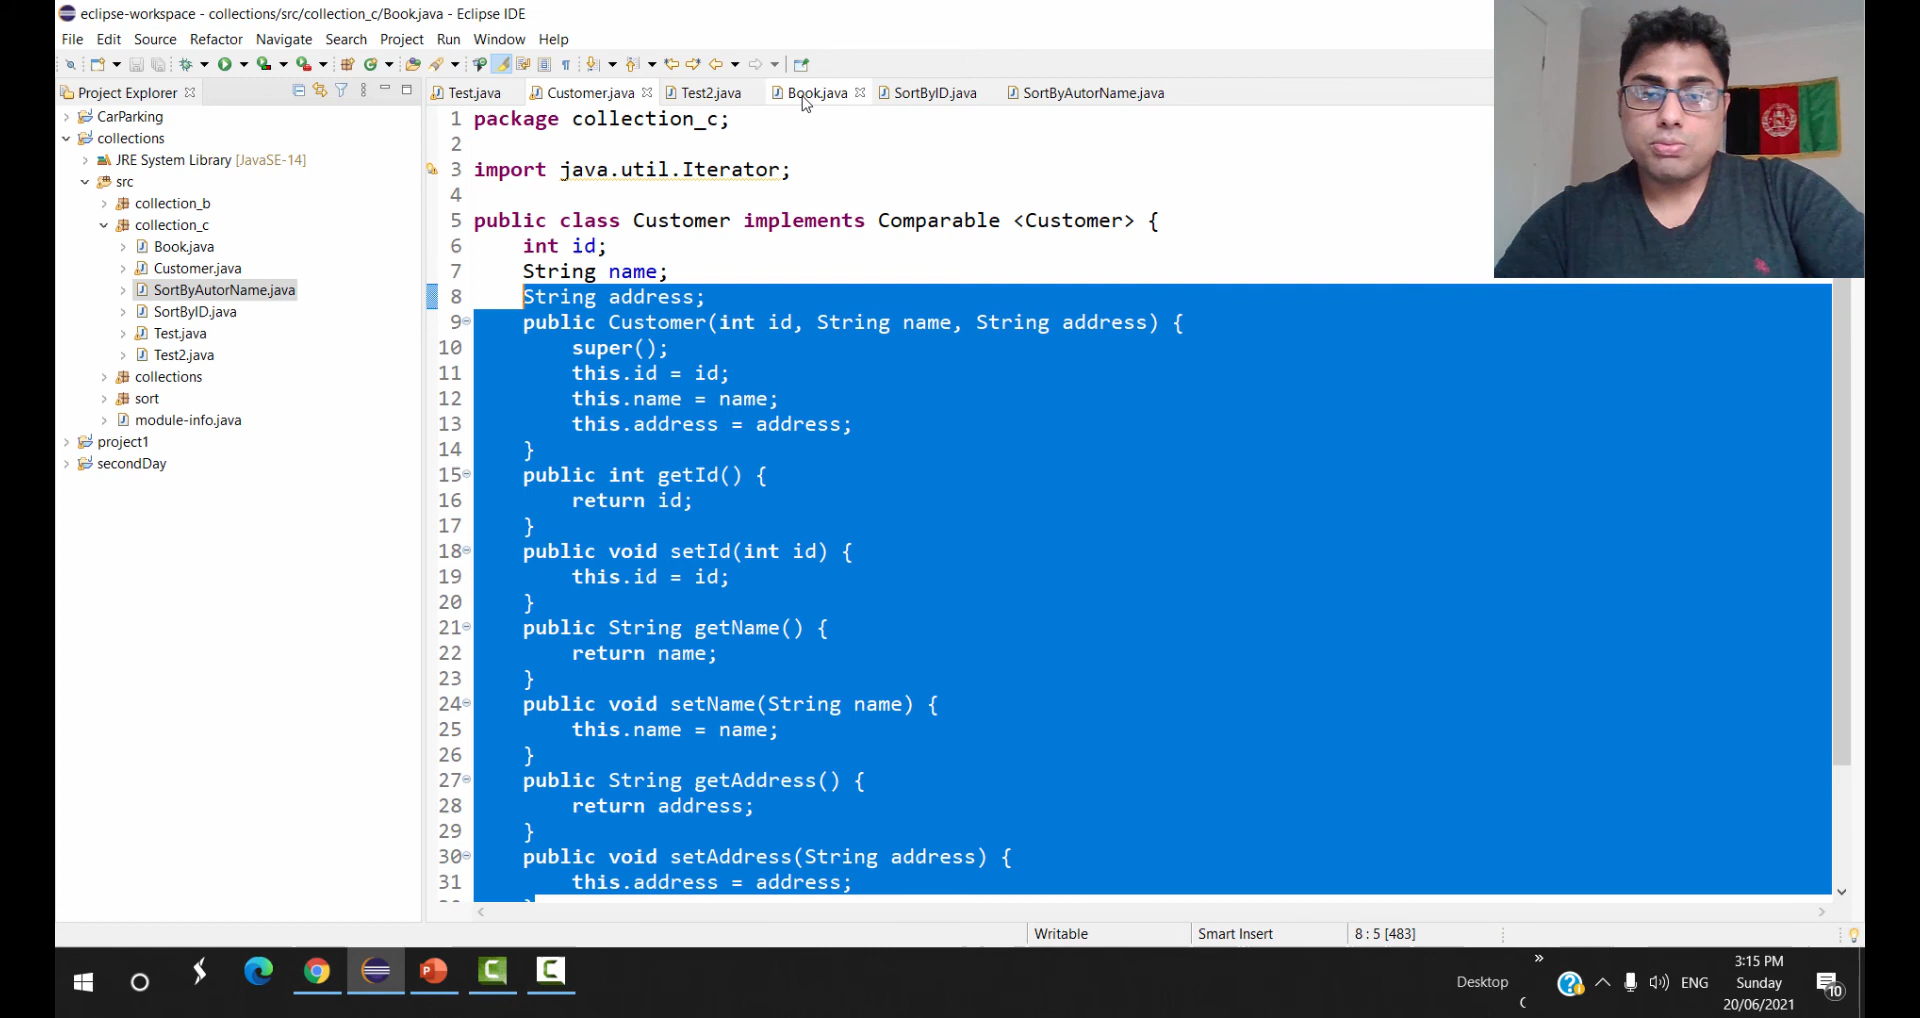 eclipse-workspace - collections/src/collection_c/Book.java - Eclipse IDE
File Edit Source Refactor Navigate Search Project Run Window Help
Project Explorer
CarParking
collections
JRE System Library [JavaSE-14]
src
collection_b
collection_c
Book.java
Customer.java
SortByAutorName.java
SortByID.java
Test.java
Test2.java
collections
sort
module-info.java
project1
secondDay
Test.java Customer.java Test2.java Book.java SortByID.java SortByAutorName.java
1 package collection_c;
2
3 import java.util.Iterator;
4
5 public class Customer implements Comparable <Customer> {
6 int id;
7 String name;
8 String address;
9 public Customer(int id, String name, String address) {
10 super();
11 this.id = id;
12 this.name = name;
13 this.address = address;
14 }
15 public int getId() {
16 return id;
17 }
18 public void setId(int id) {
19 this.id = id;
20 }
21 public String getName() {
22 return name;
23 }
24 public void setName(String name) {
25 this.name = name;
26 }
27 public String getAddress() {
28 return address;
29 }
30 public void setAddress(String address) {
31 this.address = address;
Writable Smart Insert 8 : 5 [483]
Desktop
ENG
3:15 PM
Sunday
20/06/2021
10